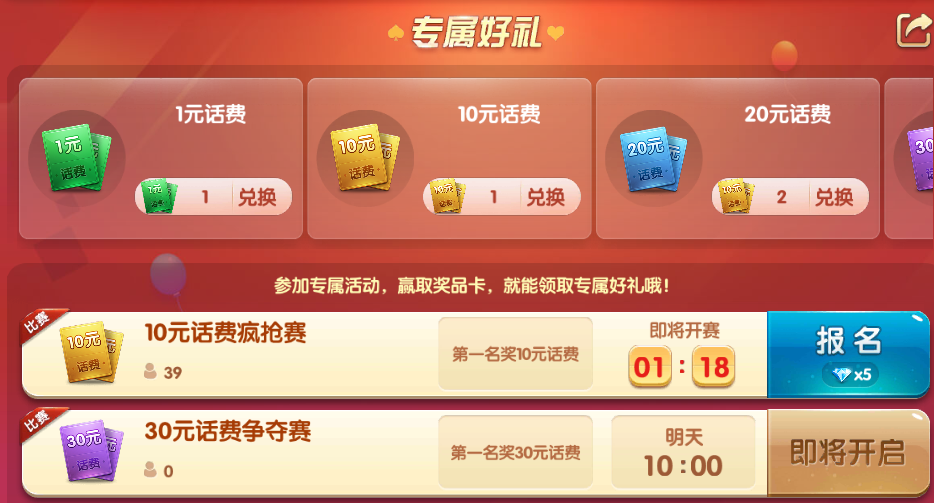 专属好礼
1元话费
10元话费
20元话费
1元
话费
10元
话费
20元
话费
30
1 兑换
1 兑换
2 兑换
参加专属活动，赢取奖品卡，就能领取专属好礼哦！
比赛
10元
话费
10元话费疯抢赛
39
第一名奖10元话费
即将开赛
01：18
报名
x5
比赛
30元
话费
30元话费争夺赛
0
第一名奖30元话费
明天
10：00
即将开启